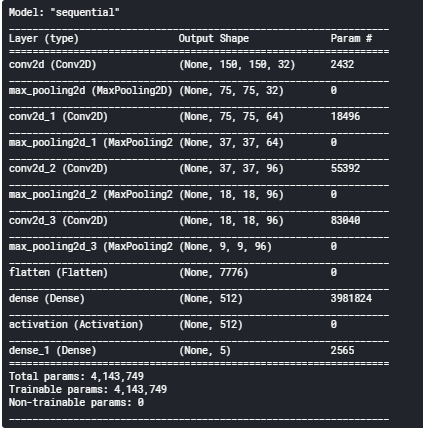 Model: "sequential"
Layer (type) Output Shape Param #
conv2d (Conv2D) (None, 150, 150, 32) 2432
max_pooling2d (MaxPooling2D) (None, 75, 75, 32) 0
conv2d_1 (Conv2D) (None, 75, 75, 64) 18496
max_pooling2d_1 (MaxPooling2 (None, 37, 37, 64) 0
conv2d_2 (Conv2D) (None, 37, 37, 96) 55392
max_pooling2d_2 (MaxPooling2 (None, 18, 18, 96) 0
conv2d_3 (Conv2D) (None, 18, 18, 96) 83040
max_pooling2d_3 (MaxPooling2 (None, 9, 9, 96) 0
flatten (Flatten) (None, 7776) 0
dense (Dense) (None, 512) 3981824
activation (Activation) (None, 512) 0
dense_1 (Dense) (None, 5) 2565
Total params: 4,143,749
Trainable params: 4,143,749
Non-trainable params: 0